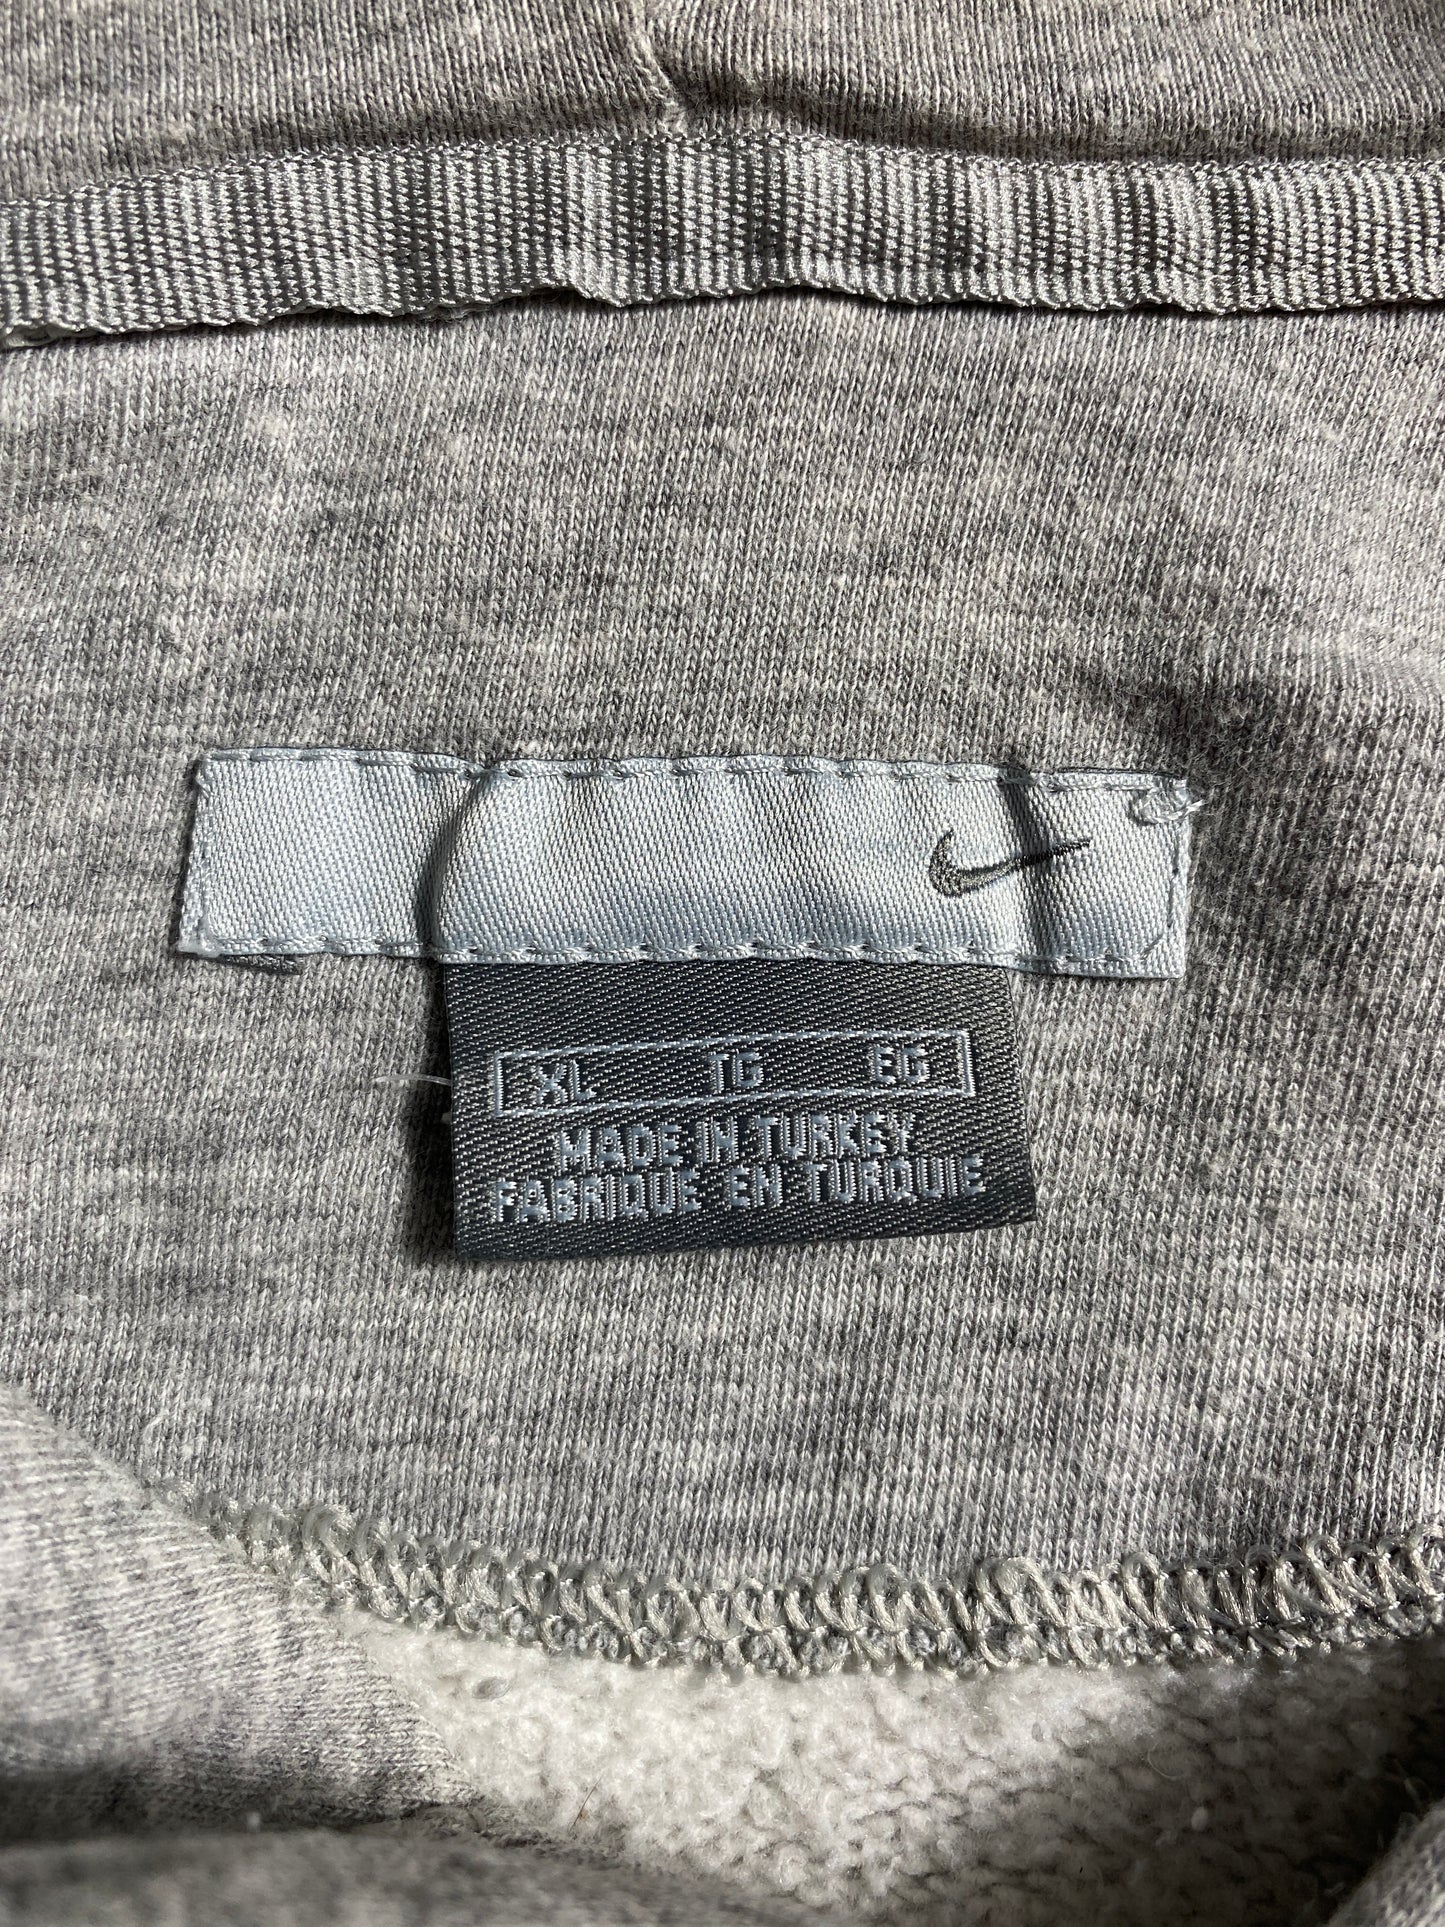 XL TG EG
MADE IN TURKEY
FABRIQUE EN TURQUIE